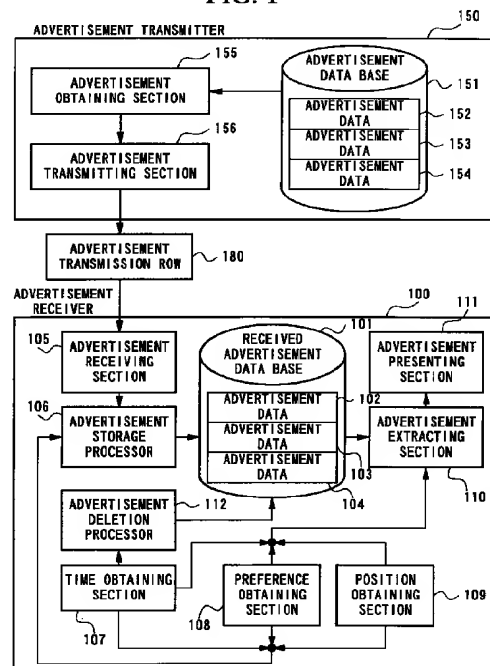 FIG. 1
ADVERTISEMENT TRANSMITTER
150
155
ADVERTISEMENT
OBTAINING SECTION
ADVERTISEMENT
DATA BASE
151
156
ADVERTISEMENT
TRANSMITTING SECTION
ADVERTISEMENT
DATA
152
ADVERTISEMENT
DATA
153
ADVERTISEMENT
DATA
154
ADVERTISEMENT
TRANSMISSION ROW
180
ADVERTISEMENT
RECEIVER
100
105
ADVERTISEMENT
RECEIVING
SECTION
101
RECEIVED
ADVERTISEMENT
DATA BASE
111
ADVERTISEMENT
PRESENTING
SECTION
106
ADVERTISEMENT
STORAGE
PROCESSOR
ADVERTISEMENT
DATA
102
ADVERTISEMENT
DATA
103
ADVERTISEMENT
DATA
104
ADVERTISEMENT
EXTRACTING
SECTION
110
ADVERTISEMENT
DELETION
PROCESSOR
112
TIME OBTAINING
SECTION
107
PREFERENCE
OBTAINING
SECTION
108
POSITION
OBTAINING
SECTION
109